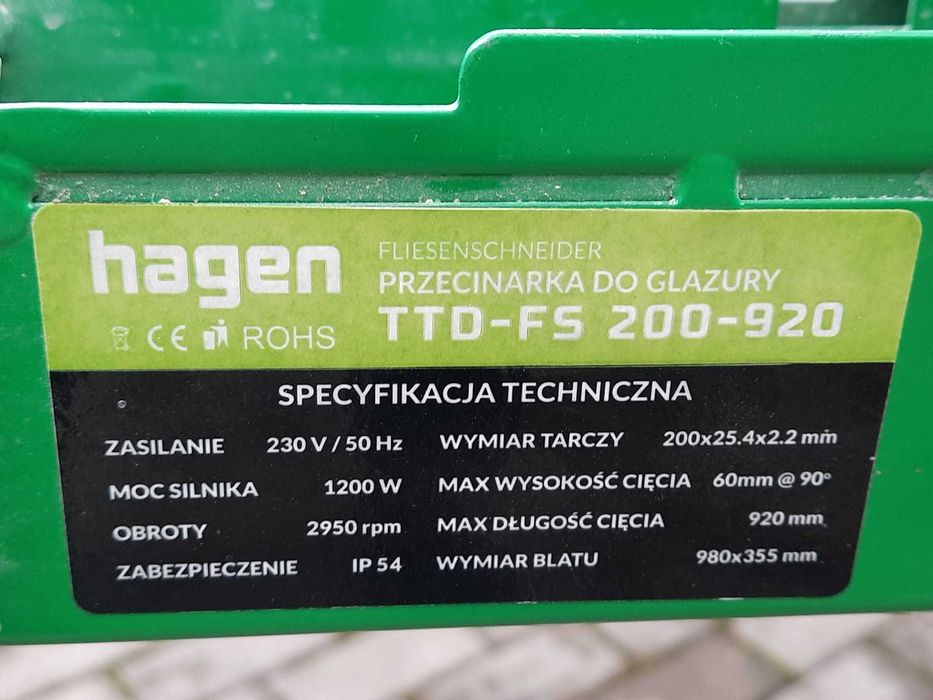 hagen
FLIESENSCHNEIDER
PRZECINARKA DO GLAZURY
CE ROHS
TTD-FS 200-920
SPECYFIKACJA TECHNICZNA
ZASILANIE 230 V / 50 Hz
MOC SILNIKA 1200 W
OBROTY 2950 rpm
ZABEZPIECZENIE IP 54
WYMIAR TARCZY 200x25.4x2.2 mm
MAX WYSOKOŚĆ CIĘCIA 60mm @ 90°
MAX DŁUGOŚĆ CIĘCIA 920 mm
WYMIAR BLATU 980x355 mm